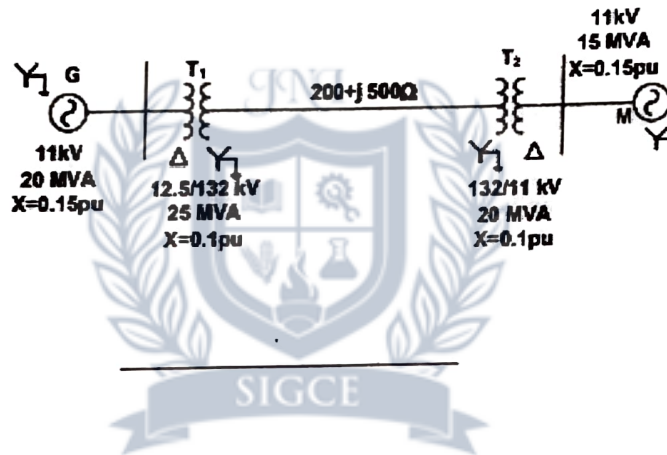 11kV
15 MVA
X=0.15pu
G
T₁
200+j 500Ω
T₂
M
11kV
20 MVA
X=0.15pu
Δ
12.5/132 kV
25 MVA
X=0.1pu
Δ
132/11 kV
20 MVA
X=0.1pu
JNI
SIGCE